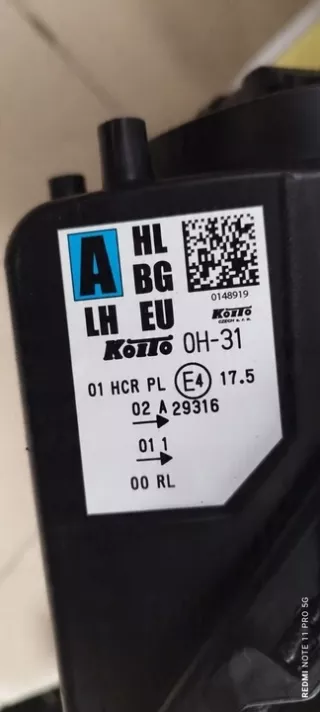 A HL
BG
LH EU
0148919
KOITO
CZECH s.r.o.
KOITO 0H-31
01 HCR PL E4 17.5
02 A 29316
01 1
00 RL
REDMI NOTE 11 PRO 5G